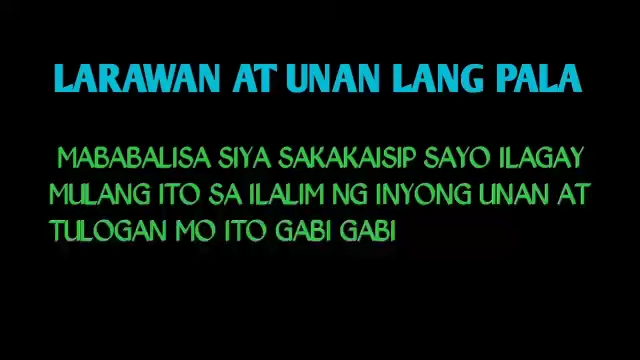 LARAWAN AT UNAN LANG PALA
MABABALISA SIYA SAKAKAISIP SAYO ILAGAY
MULANG ITO SA ILALIM NG INYONG UNAN AT
TULOGAN MO ITO GABI GABI